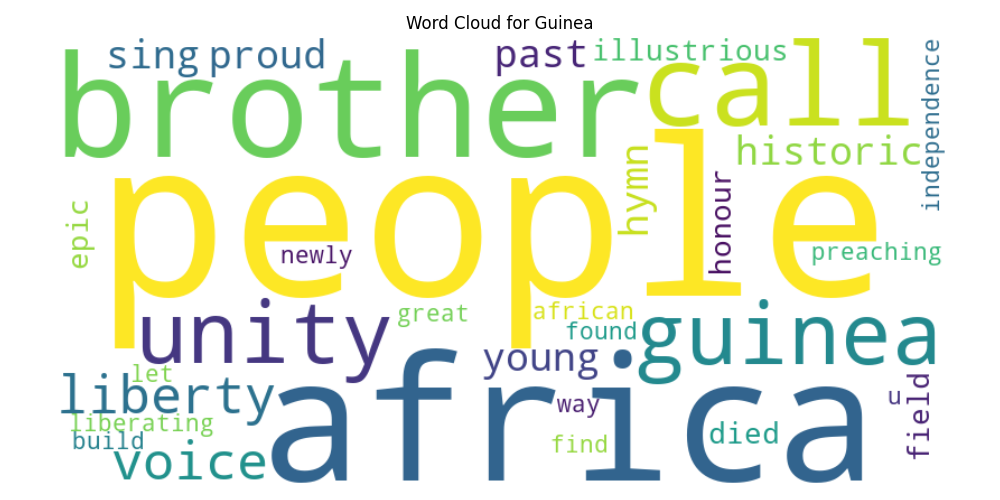 Word Cloud for Guinea
sing proud past illustrious
brother call
independence
people
hymn
historic
honour
epic
newly
preaching
unity
great
african
found
guinea
young
let
liberty
africa
way
u
field
liberating
build
voice
find
died